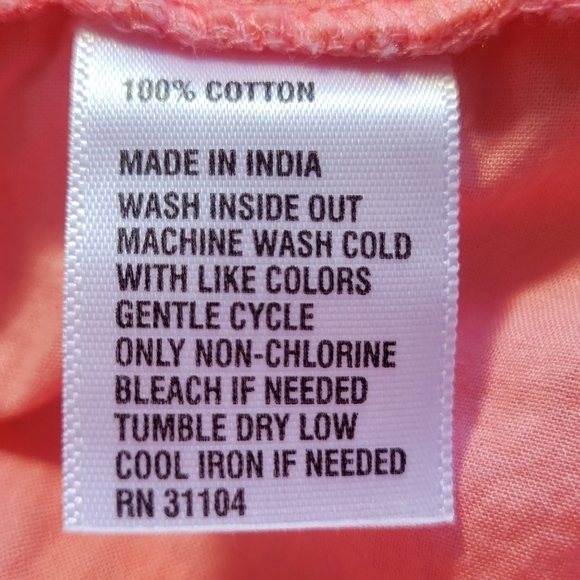 100% COTTON
MADE IN INDIA
WASH INSIDE OUT
MACHINE WASH COLD
WITH LIKE COLORS
GENTLE CYCLE
ONLY NON-CHLORINE
BLEACH IF NEEDED
TUMBLE DRY LOW
COOL IRON IF NEEDED
RN 31104